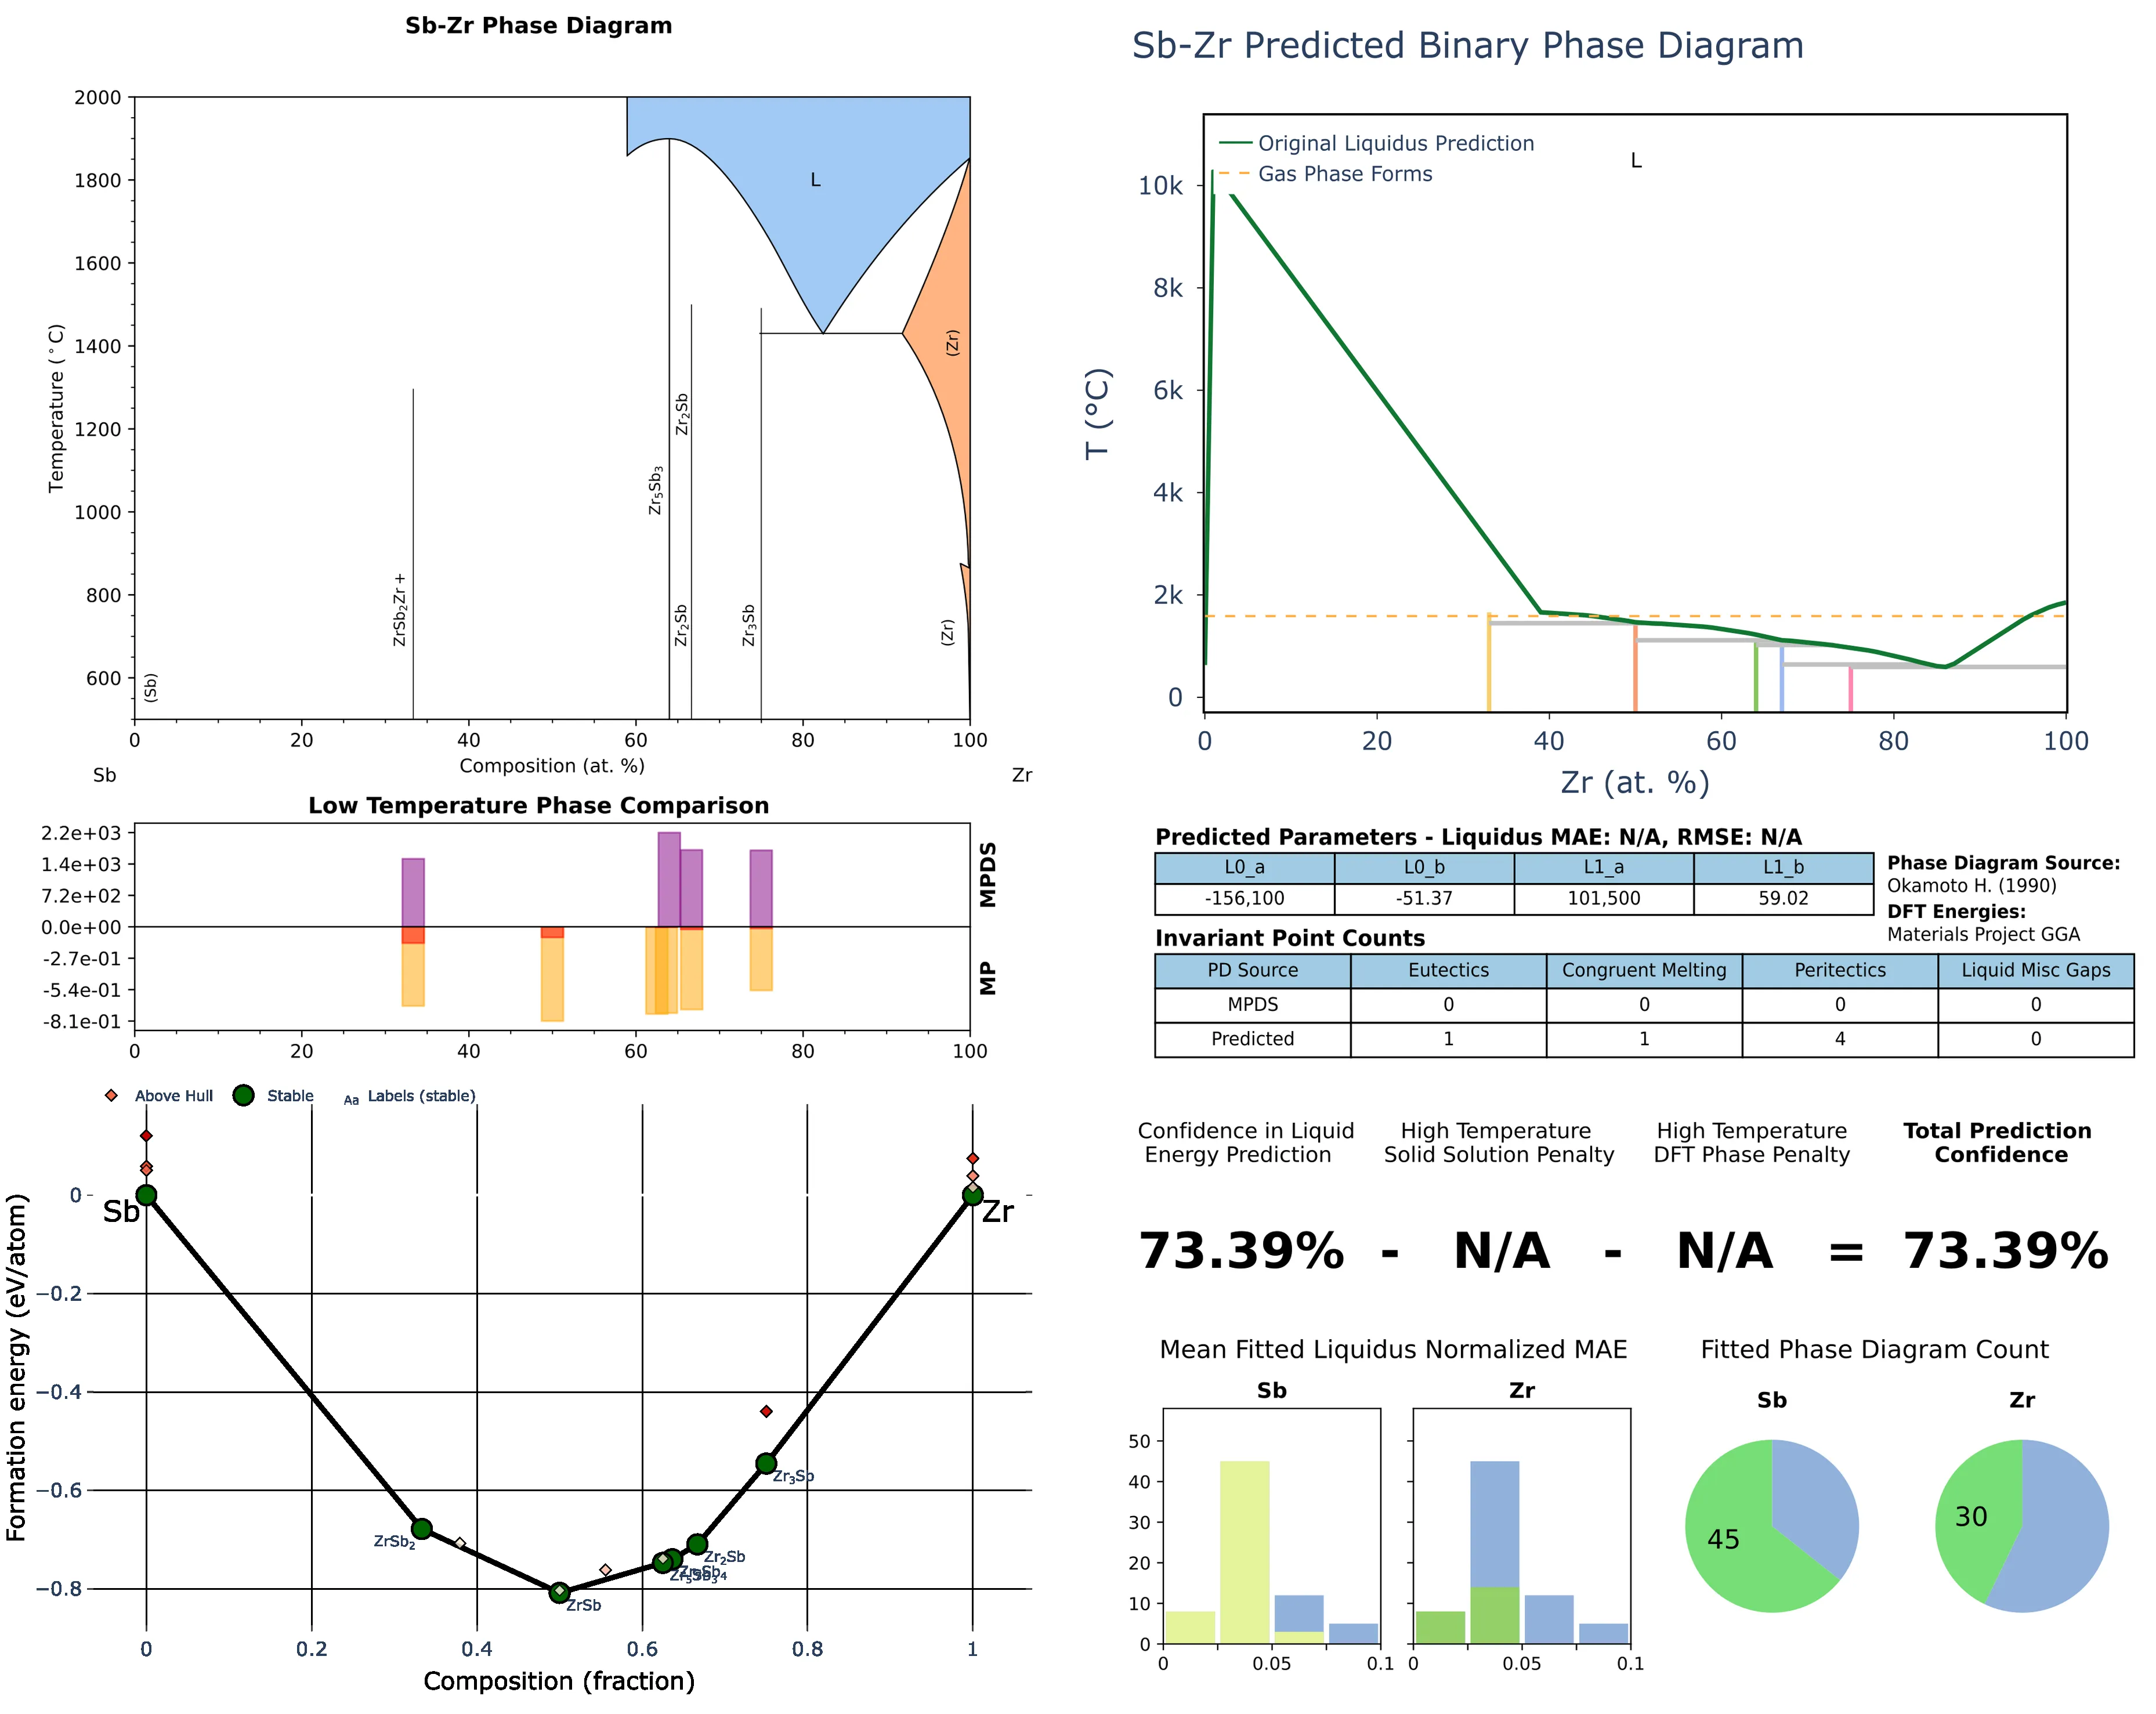 Sb-Zr Phase Diagram
2000
1800
1600
1400
1200
1000
800
600
Temperature (°C)
L
(Zr)
(Zr)
Zr2Sb
Zr5Sb3
Zr2Sb
Zr3Sb
ZrSb2Zr +
(Sb)
0 20 40 60 80 100
Composition (at. %)
Sb Zr
Low Temperature Phase Comparison
2.2e+03
1.4e+03
7.2e+02
0.0e+00
-2.7e-01
-5.4e-01
-8.1e-01
MPDS
MP
0 20 40 60 80 100
Above Hull Stable Aa Labels (stable)
0
−0.2
−0.4
−0.6
−0.8
Formation energy (eV/atom)
Sb
Zr
ZrSb2
ZrSb
Zr2Sb
Zr3Sb
0 0.2 0.4 0.6 0.8 1
Composition (fraction)
Sb-Zr Predicted Binary Phase Diagram
Original Liquidus Prediction
Gas Phase Forms
L
10k
8k
6k
4k
2k
0
T (°C)
0 20 40 60 80 100
Zr (at. %)
Predicted Parameters - Liquidus MAE: N/A, RMSE: N/A
L0_a L0_b L1_a L1_b
-156,100 -51.37 101,500 59.02
Phase Diagram Source:
Okamoto H. (1990)
DFT Energies:
Materials Project GGA
Invariant Point Counts
PD Source Eutectics Congruent Melting Peritectics Liquid Misc Gaps
MPDS 0 0 0 0
Predicted 1 1 4 0
Confidence in Liquid
Energy Prediction
High Temperature
Solid Solution Penalty
High Temperature
DFT Phase Penalty
Total Prediction
Confidence
73.39% - N/A - N/A = 73.39%
Mean Fitted Liquidus Normalized MAE
Sb Zr
50
40
30
20
10
0
0 0.05 0.1
0 0.05 0.1
Fitted Phase Diagram Count
Sb Zr
45
30